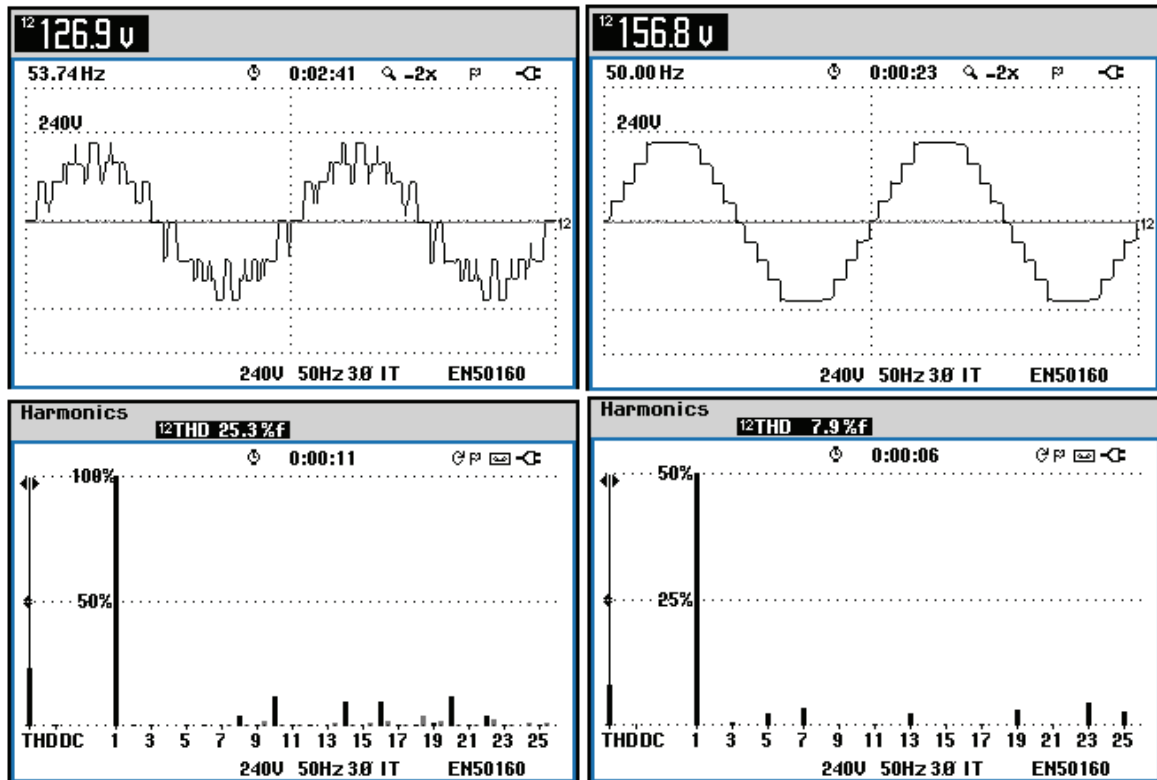 12 126.9 V
53.74 Hz 0:02:41 -2x
240V
12
240V 50Hz 3.0 IT EN50160
12 156.8 V
50.00 Hz 0:00:23 -2x
240V
12
240V 50Hz 3.0 IT EN50160
Harmonics
12THD 25.3 %f
0:00:11
100%
50%
THDDC 1 3 5 7 9 11 13 15 17 19 21 23 25
240V 50Hz 3.0 IT EN50160
Harmonics
12THD 7.9 %f
0:00:06
50%
25%
THDDC 1 3 5 7 9 11 13 15 17 19 21 23 25
240V 50Hz 3.0 IT EN50160